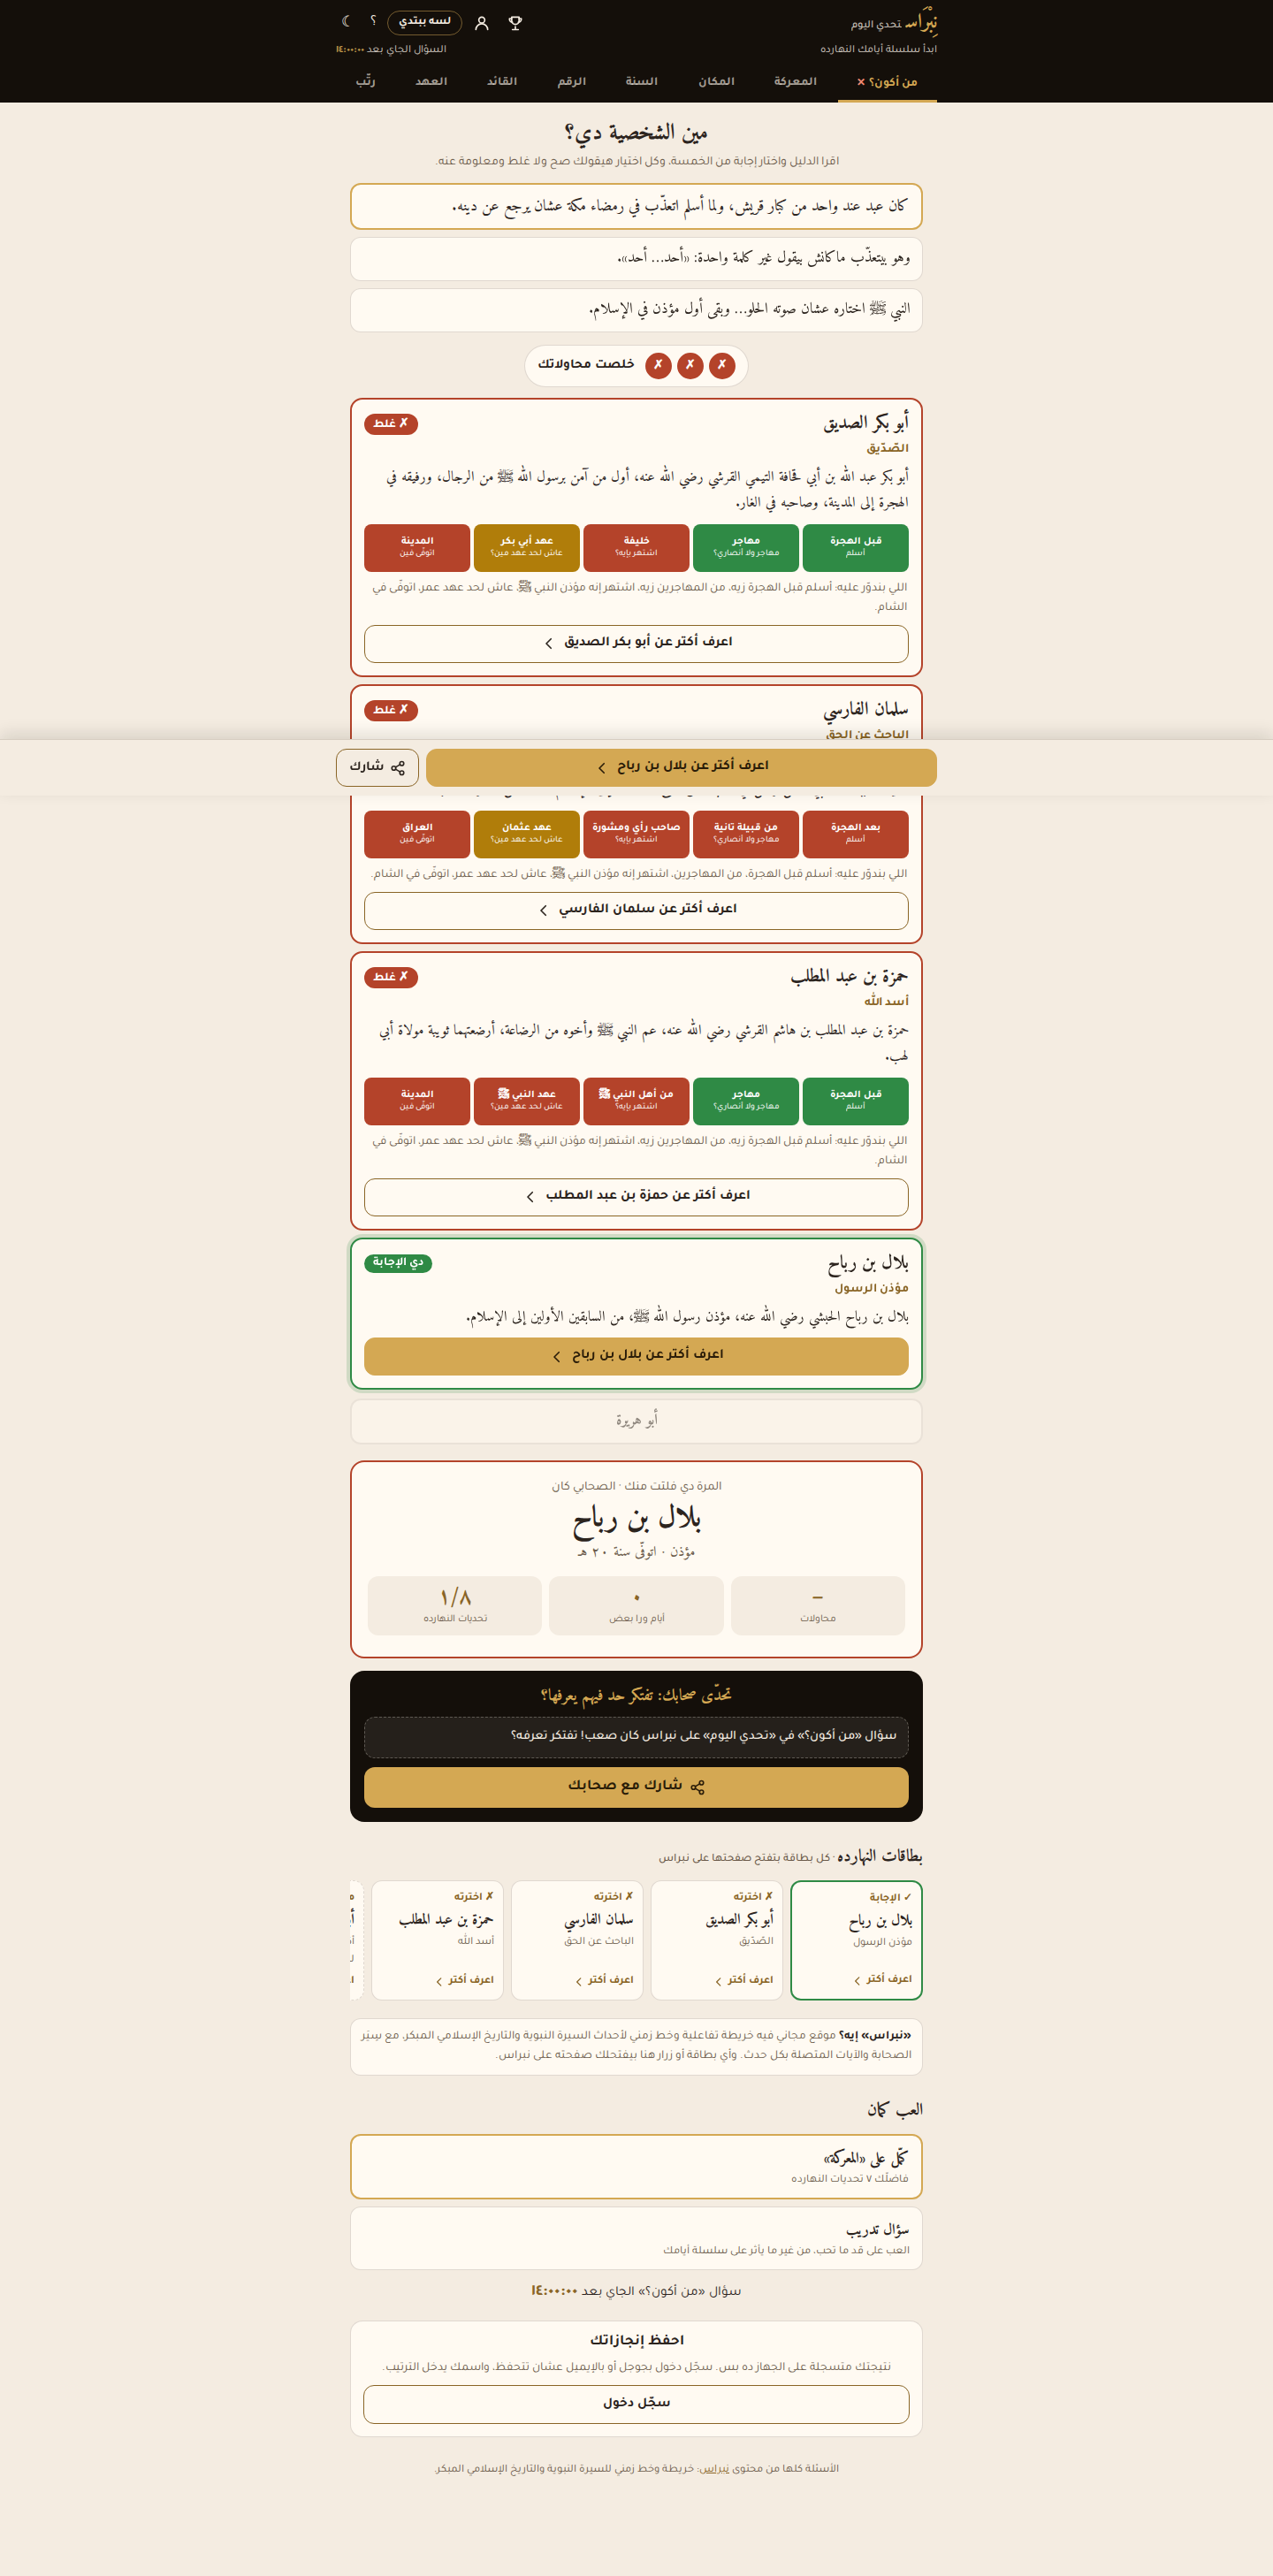 نِبْرَاس تحدي اليوم
لسه ببتدي
؟
ابدأ سلسلة أيامك النهارده
السؤال الجاي بعد ١٤:٠٠:٠٠
من أكون؟ ✕
المعركة
المكان
السنة
الرقم
القائد
العهد
رتّب
مين الشخصية دي؟
اقرا الدليل واختار إجابة من الخمسة، وكل اختيار هيقولك صح ولا غلط ومعلومة عنه.
كان عبد عند واحد من كبار قريش، ولما أسلم اتعذّب في رمضاء مكة عشان يرجع عن دينه.
وهو بيتعذّب ماكانش بيقول غير كلمة واحدة: «أحد… أحد».
النبي ﷺ اختاره عشان صوته الحلو… وبقى أول مؤذن في الإسلام.
✗ ✗ ✗ خلصت محاولاتك
أبو بكر الصديق
✗ غلط
الصّدّيق
أبو بكر عبد الله بن أبي قحافة التيمي القرشي رضي الله عنه، أول من آمن برسول الله ﷺ من الرجال، ورفيقه في
الهجرة إلى المدينة، وصاحبه في الغار.
قبل الهجرة
أسلم
مهاجر
مهاجر ولا أنصاري؟
خليفة
اشتهر بإيه؟
عهد أبي بكر
عاش لحد عهد مين؟
المدينة
اتوفّى فين
اللي بندوّر عليه: أسلم قبل الهجرة زيه، من المهاجرين زيه، اشتهر إنه مؤذن النبي ﷺ، عاش لحد عهد عمر، اتوفّى في
الشام.
اعرف أكتر عن أبو بكر الصديق
سلمان الفارسي
✗ غلط
الباحث عن الحق
اعرف أكتر عن بلال بن رباح
شارك
بعد الهجرة
أسلم
من قبيلة تانية
مهاجر ولا أنصاري؟
صاحب رأي ومشورة
اشتهر بإيه؟
عهد عثمان
عاش لحد عهد مين؟
العراق
اتوفّى فين
اللي بندوّر عليه: أسلم قبل الهجرة، من المهاجرين، اشتهر إنه مؤذن النبي ﷺ، عاش لحد عهد عمر، اتوفّى في الشام.
اعرف أكتر عن سلمان الفارسي
حمزة بن عبد المطلب
✗ غلط
أسد الله
حمزة بن عبد المطلب بن هاشم القرشي رضي الله عنه، عم النبي ﷺ وأخوه من الرضاعة، أرضعتهما ثويبة مولاة أبي
لهب.
قبل الهجرة
أسلم
مهاجر
مهاجر ولا أنصاري؟
من أهل النبي ﷺ
اشتهر بإيه؟
عهد النبي ﷺ
عاش لحد عهد مين؟
المدينة
اتوفّى فين
اللي بندوّر عليه: أسلم قبل الهجرة زيه، من المهاجرين زيه، اشتهر إنه مؤذن النبي ﷺ، عاش لحد عهد عمر، اتوفّى في
الشام.
اعرف أكتر عن حمزة بن عبد المطلب
بلال بن رباح
دي الإجابة
مؤذن الرسول
بلال بن رباح الحبشي رضي الله عنه، مؤذن رسول الله ﷺ، من السابقين الأولين إلى الإسلام.
اعرف أكتر عن بلال بن رباح
أبو هريرة
المرة دي فلتت منك · الصحابي كان
بلال بن رباح
مؤذن · اتوفّى سنة ٢٠ هـ
–
محاولات
٠
أيام ورا بعض
١/٨
تحديات النهارده
تحدّى صحابك: تفتكر حد فيهم يعرفها؟
سؤال «من أكون؟» في «تحدي اليوم» على نبراس كان صعب! تفتكر تعرفه؟
شارك مع صحابك
بطاقات النهارده · كل بطاقة بتفتح صفحتها على نبراس
✓ الإجابة
بلال بن رباح
مؤذن الرسول
اعرف أكتر
✗ اخترته
أبو بكر الصديق
الصّدّيق
اعرف أكتر
✗ اخترته
سلمان الفارسي
الباحث عن الحق
اعرف أكتر
✗ اخترته
حمزة بن عبد المطلب
أسد الله
اعرف أكتر
«نبراس» إيه؟ موقع مجاني فيه خريطة تفاعلية وخط زمني لأحداث السيرة النبوية والتاريخ الإسلامي المبكر، مع سِيَر
الصحابة والآيات المتصلة بكل حدث. وأي بطاقة أو زرار هنا بيفتحلك صفحته على نبراس.
العب كمان
كمّل على «المعركة»
فاضلّك ٧ تحديات النهارده
سؤال تدريب
العب على قد ما تحب، من غير ما يأثر على سلسلة أيامك
سؤال «من أكون؟» الجاي بعد ١٤:٠٠:٠٠
احفظ إنجازاتك
نتيجتك متسجلة على الجهاز ده بس. سجّل دخول بجوجل أو بالإيميل عشان تتحفظ، واسمك يدخل الترتيب.
سجّل دخول
الأسئلة كلها من محتوى نبراس: خريطة وخط زمني للسيرة النبوية والتاريخ الإسلامي المبكر.